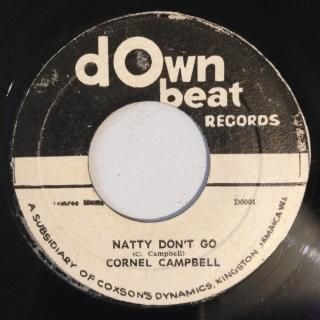 down
beat
RECORDS
D0001
NATTY DON'T GO
(C. Campbell)
CORNEL CAMPBELL
A SUBSIDIARY OF COXSON'S DYNAMICS, KINGSTON JAMAICA W.I.